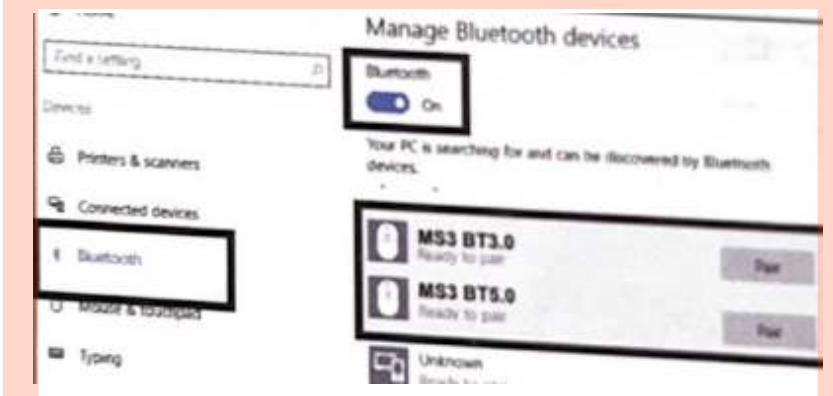 Manage Bluetooth devices
Find a setting
Bluetooth
On
Devices
Your PC is searching for and can be discovered by Bluetooth
devices.
Printers & scanners
Connected devices
Bluetooth
Mouse & touchpad
Typing
MS3 BT3.0
Ready to pair
Pair
MS3 BT5.0
Ready to pair
Pair
Unknown
Ready to